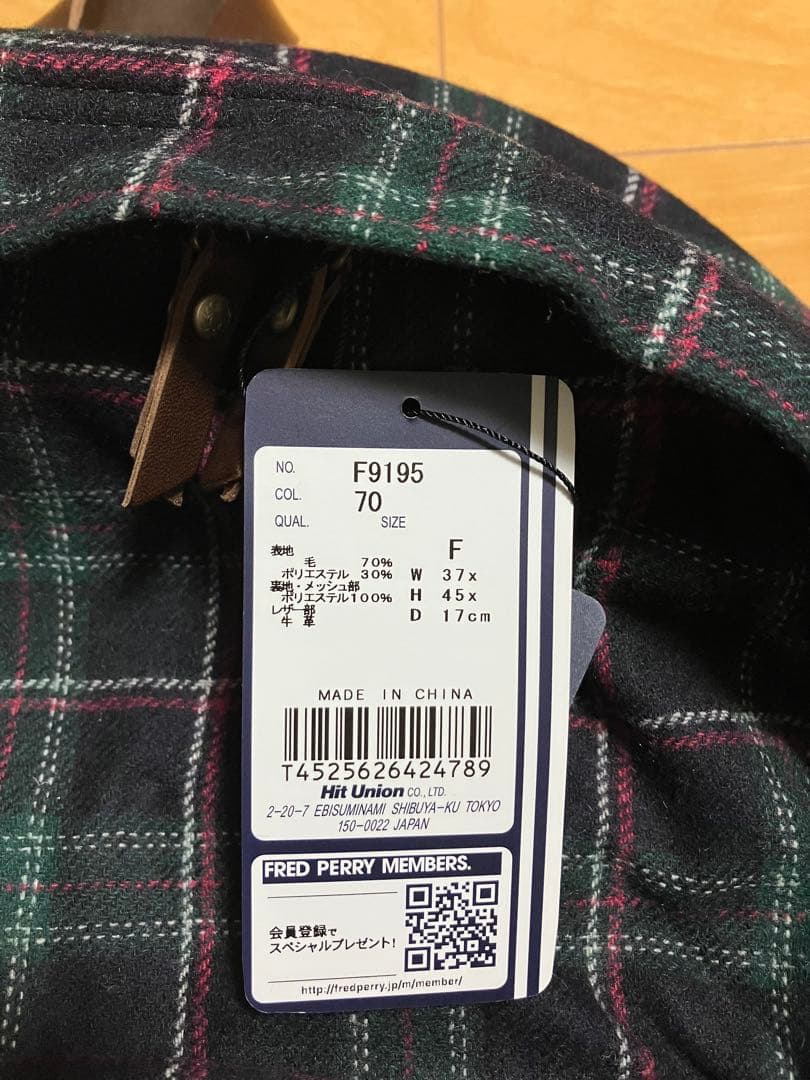 NO. F9195
COL. 70
QUAL. SIZE
表地 F
毛 70%
ポリエステル 30% W 37x
裏地・メッシュ部 H 45x
ポリエステル100%
レザー部 D 17cm
牛 革
MADE IN CHINA
T4525626424789
Hit Union CO., LTD.
2-20-7 EBISUMINAMI SHIBUYA-KU TOKYO
150-0022 JAPAN
FRED PERRY MEMBERS.
会員登録で
スペシャルプレゼント!
http://fredperry.jp/m/member/